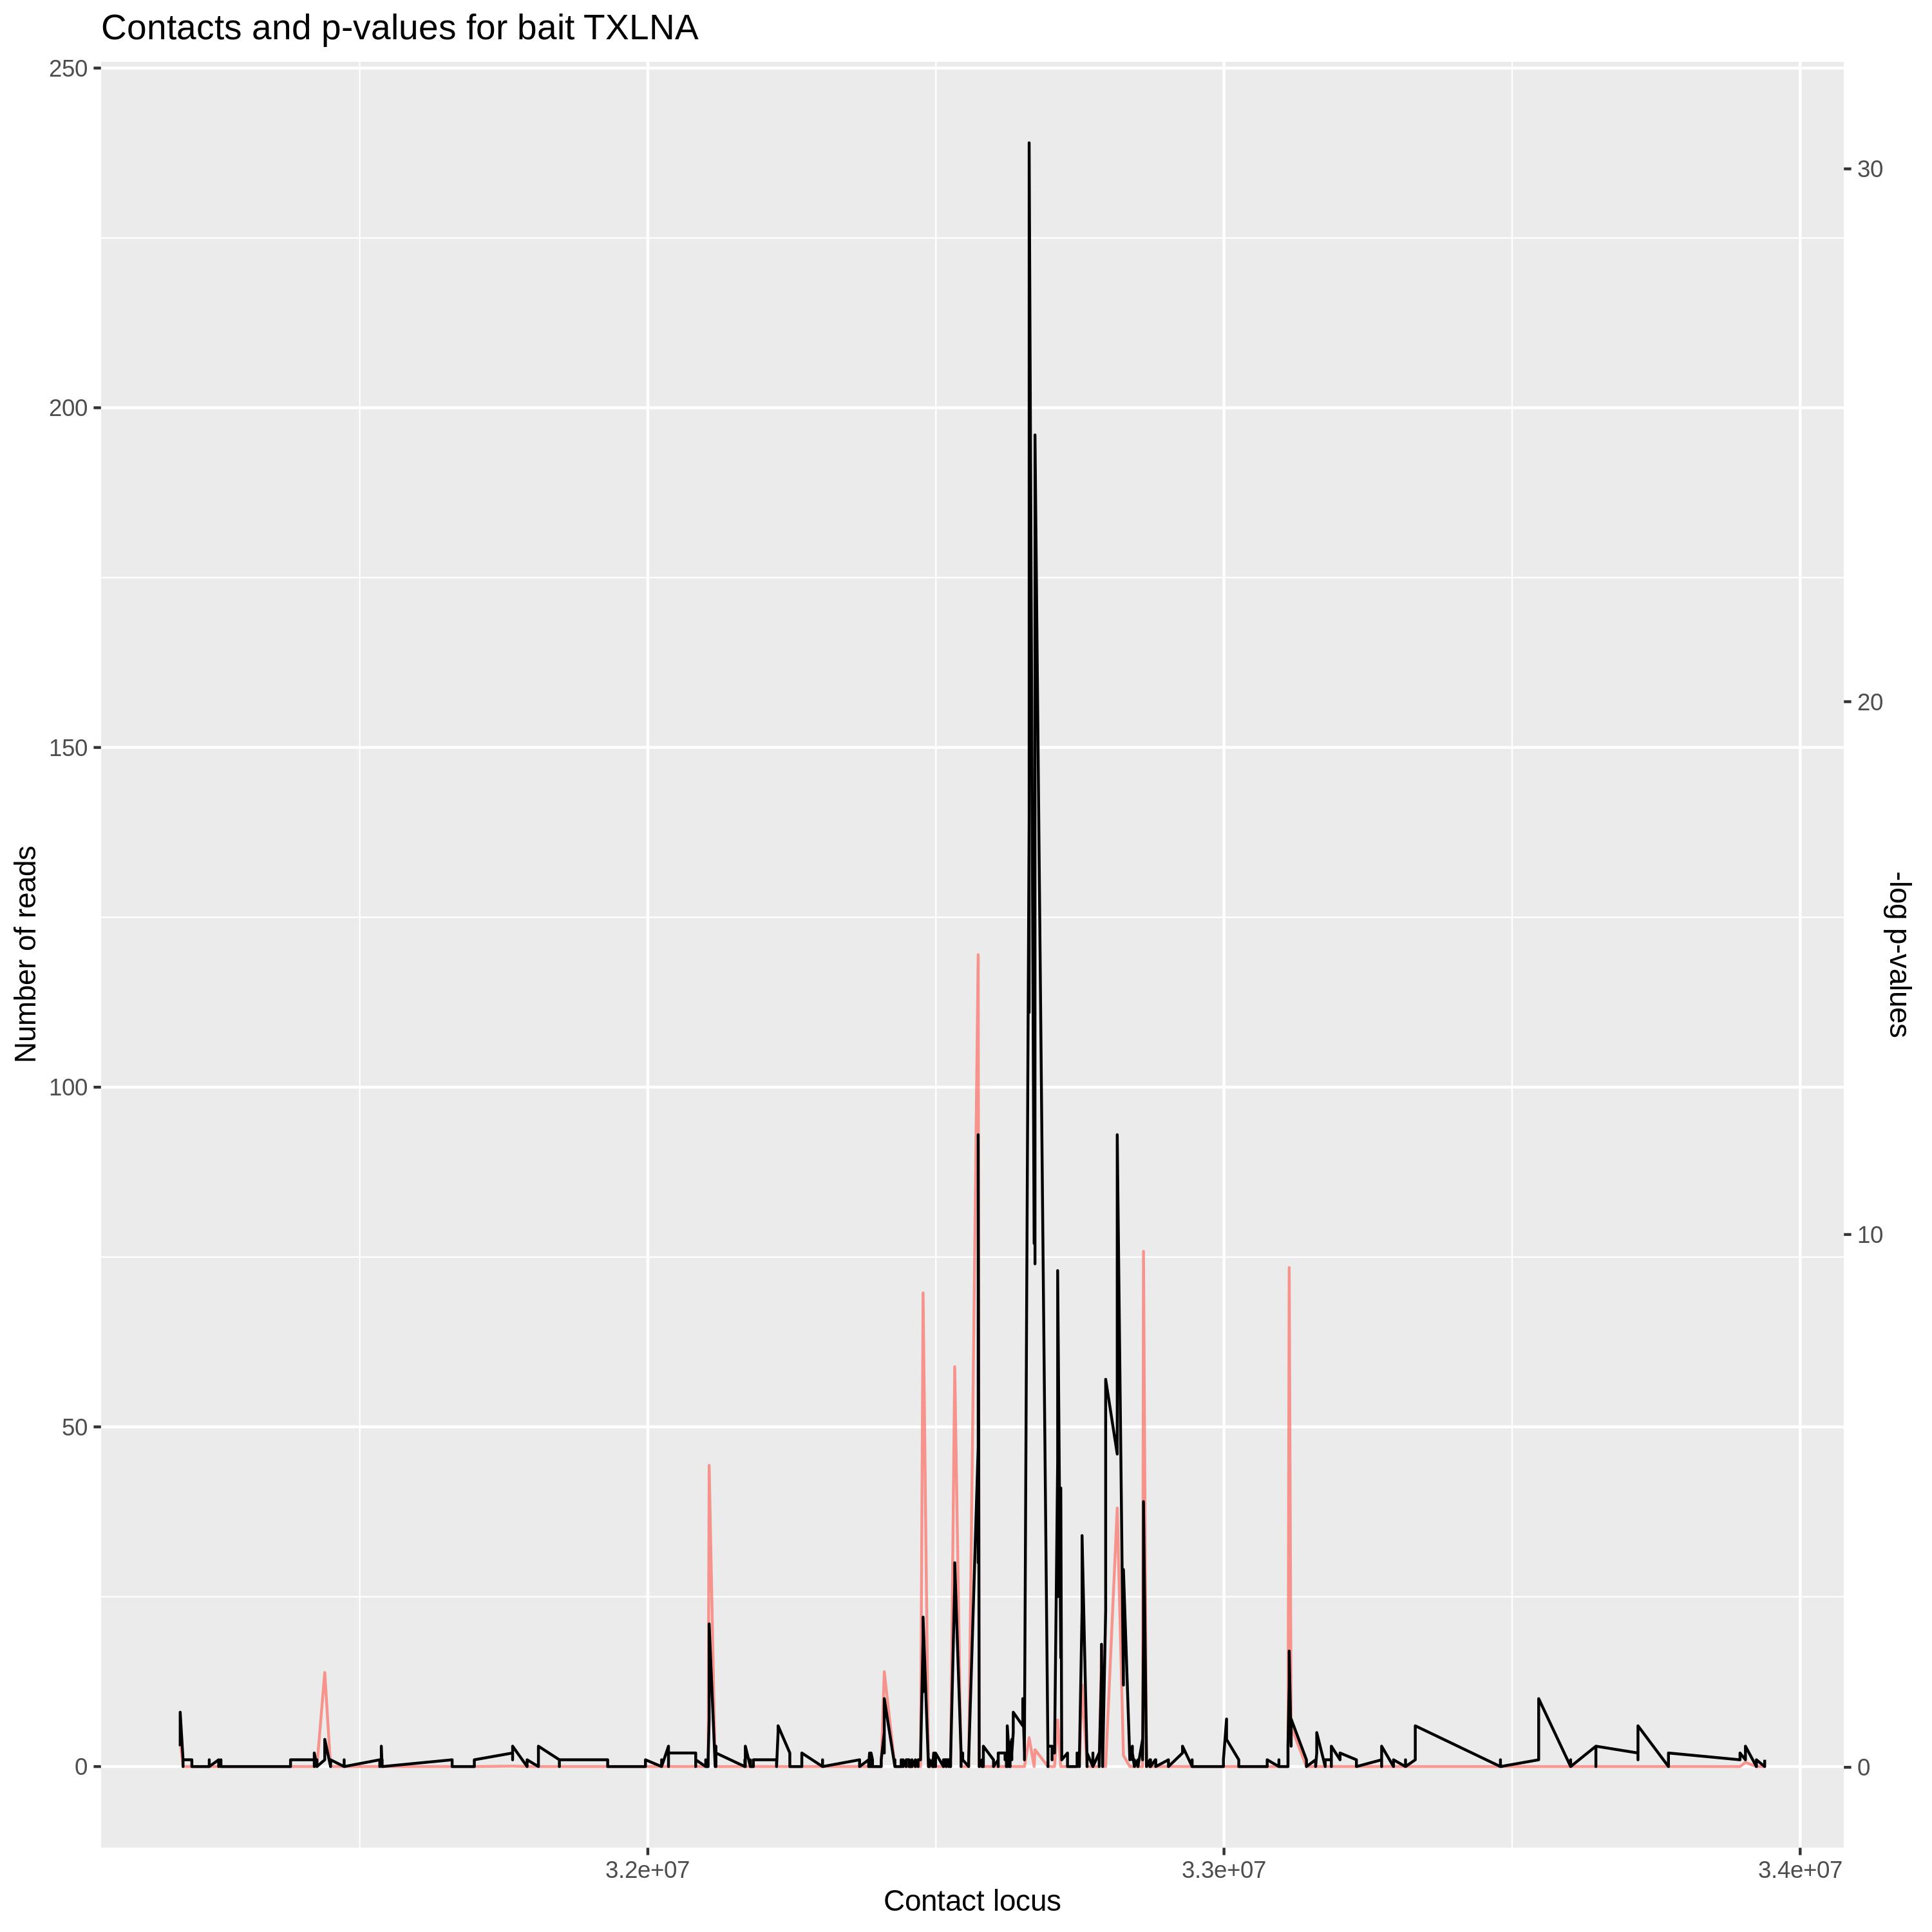 Contacts and p-values for bait TXLNA
250
200
150
100
50
0
Number of reads
30
20
10
0
-log p-values
3.2e+07
3.3e+07
3.4e+07
Contact locus